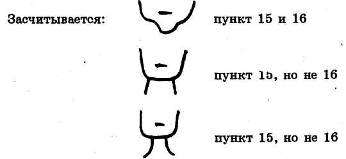 Засчитывается: пункт 15 и 16
пункт 15, но не 16
пункт 15, но не 16